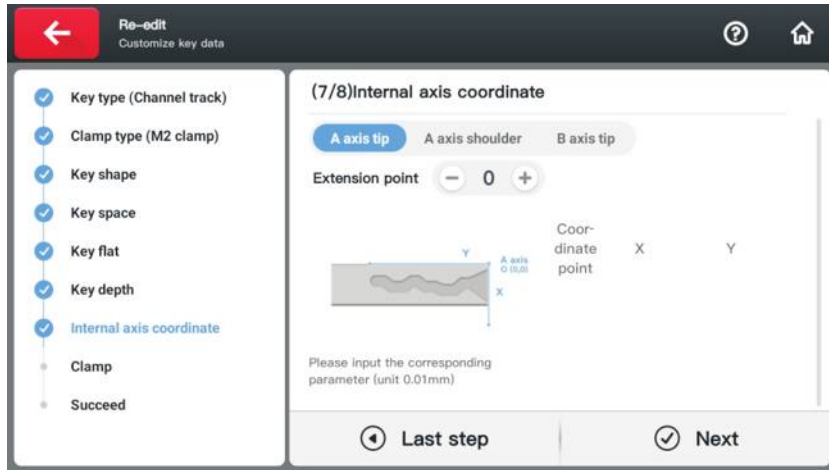 Re-edit
Customize key data
Key type (Channel track)
Clamp type (M2 clamp)
Key shape
Key space
Key flat
Key depth
Internal axis coordinate
Clamp
Succeed
(7/8)Internal axis coordinate
A axis tip A axis shoulder B axis tip
Extension point − 0 +
Coor-
dinate X Y
point
Y
A axis
O (0,0)
X
Please input the corresponding
parameter (unit 0.01mm)
Last step Next